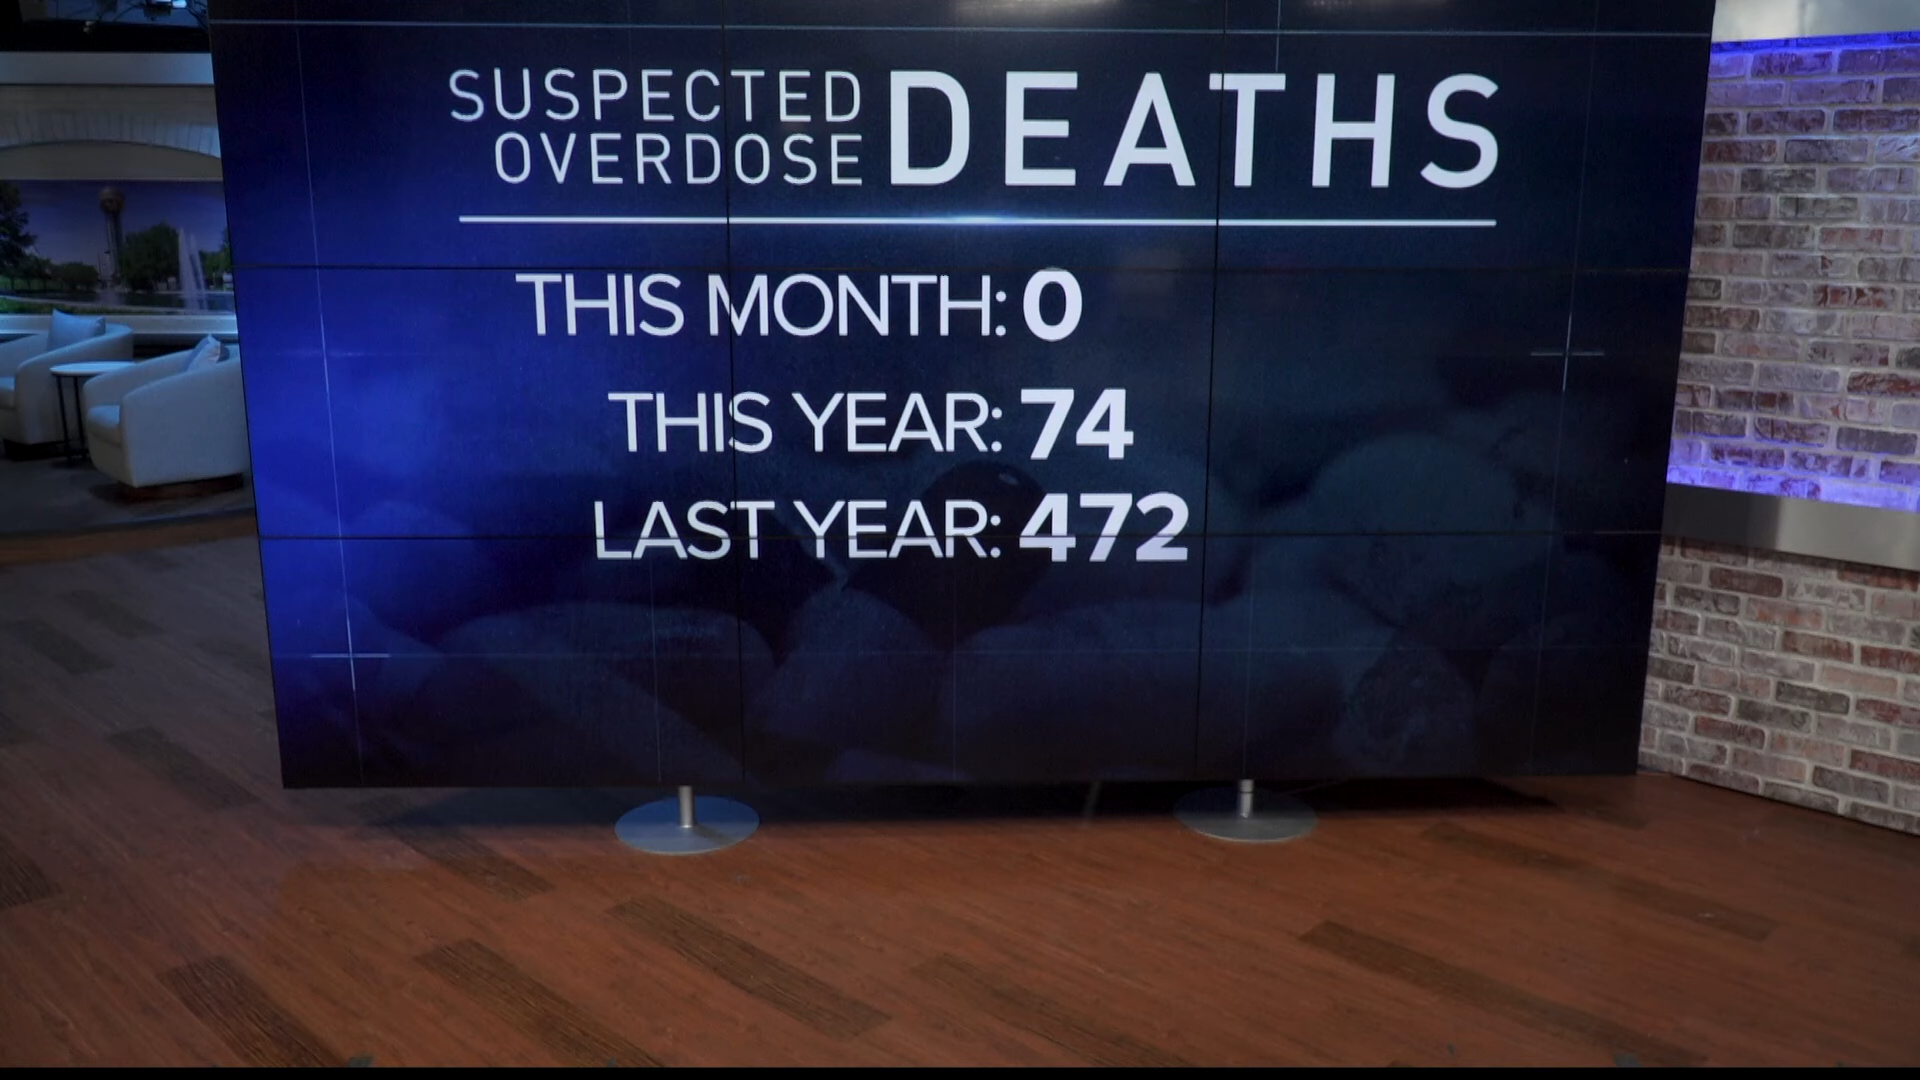 SUSPECTED
OVERDOSE DEATHS
THIS MONTH: 0
THIS YEAR: 74
LAST YEAR: 472